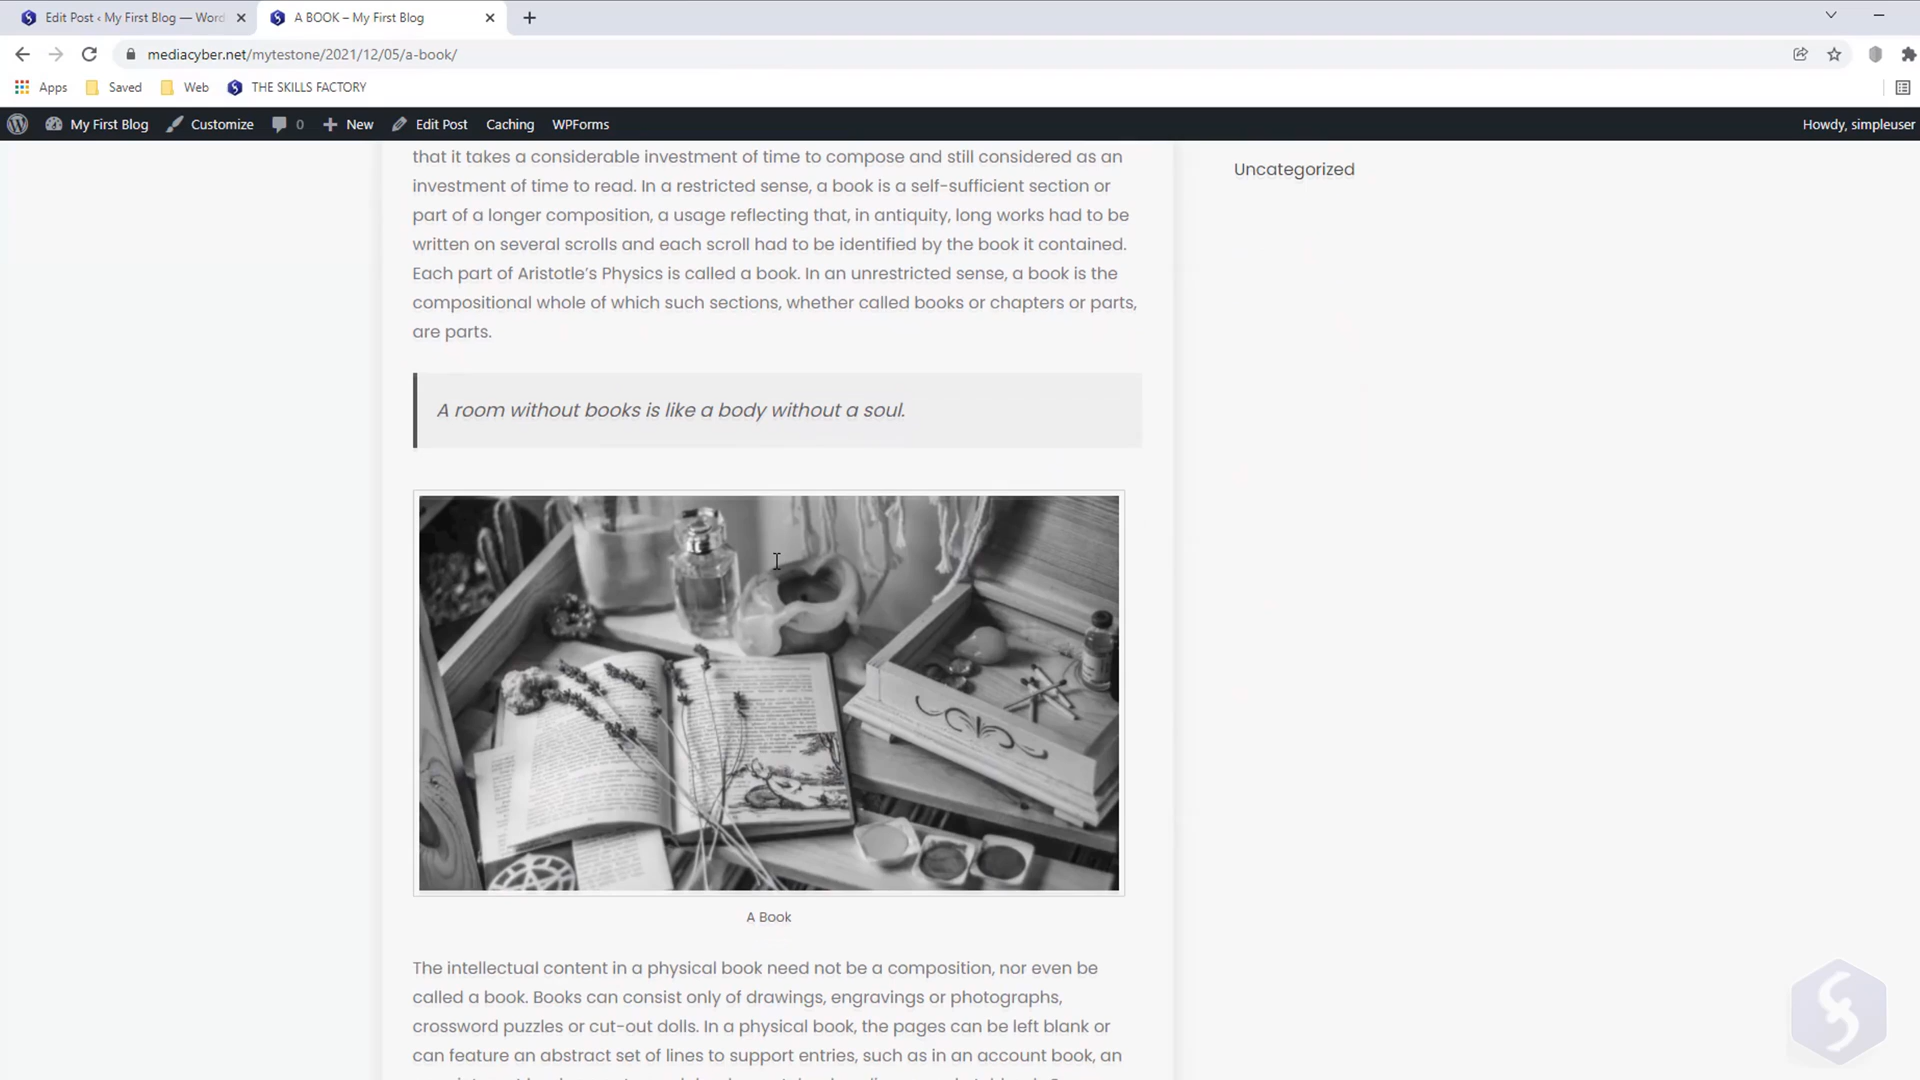 Edit Post ‹ My First Blog — Word
A BOOK – My First Blog
mediacyber.net/mytestone/2021/12/05/a-book/
Apps
Saved
Web
THE SKILLS FACTORY
My First Blog
Customize
0
New
Edit Post
Caching
WPForms
Howdy, simpleuser
that it takes a considerable investment of time to compose and still considered as an
investment of time to read. In a restricted sense, a book is a self-sufficient section or
part of a longer composition, a usage reflecting that, in antiquity, long works had to be
written on several scrolls and each scroll had to be identified by the book it contained.
Each part of Aristotle’s Physics is called a book. In an unrestricted sense, a book is the
compositional whole of which such sections, whether called books or chapters or parts,
are parts.
Uncategorized
A room without books is like a body without a soul.
A Book
The intellectual content in a physical book need not be a composition, nor even be
called a book. Books can consist only of drawings, engravings or photographs,
crossword puzzles or cut-out dolls. In a physical book, the pages can be left blank or
can feature an abstract set of lines to support entries, such as in an account book, an